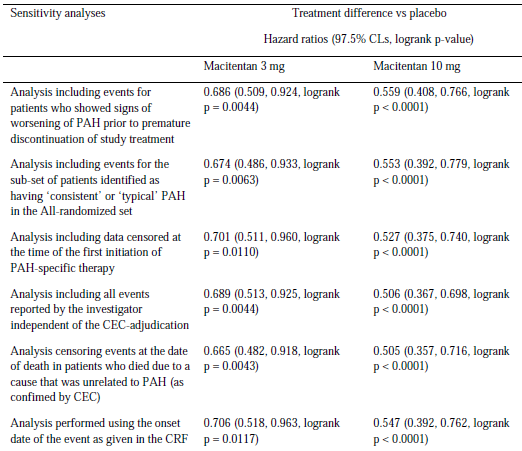 Sensitivity analyses Treatment difference vs placebo
Hazard ratios (97.5% CLs, logrank p-value)
Macitentan 3 mg Macitentan 10 mg
Analysis including events for 0.686 (0.509, 0.924, logrank 0.559 (0.408, 0.766, logrank
patients who showed signs of p = 0.0044) p < 0.0001)
worsening of PAH prior to premature
discontinuation of study treatment
Analysis including events for the 0.674 (0.486, 0.933, logrank 0.553 (0.392, 0.779, logrank
sub-set of patients identified as p = 0.0063) p < 0.0001)
having ‘consistent’ or ‘typical’ PAH
in the All-randomized set
Analysis including data censored at 0.701 (0.511, 0.960, logrank 0.527 (0.375, 0.740, logrank
the time of the first initiation of p = 0.0110) p < 0.0001)
PAH-specific therapy
Analysis including all events 0.689 (0.513, 0.925, logrank 0.506 (0.367, 0.698, logrank
reported by the investigator p = 0.0044) p < 0.0001)
independent of the CEC-adjudication
Analysis censoring events at the date 0.665 (0.482, 0.918, logrank 0.505 (0.357, 0.716, logrank
of death in patients who died due to a p = 0.0043) p < 0.0001)
cause that was unrelated to PAH (as
confimed by CEC)
Analysis performed using the onset 0.706 (0.518, 0.963, logrank 0.547 (0.392, 0.762, logrank
date of the event as given in the CRF p = 0.0117) p < 0.0001)